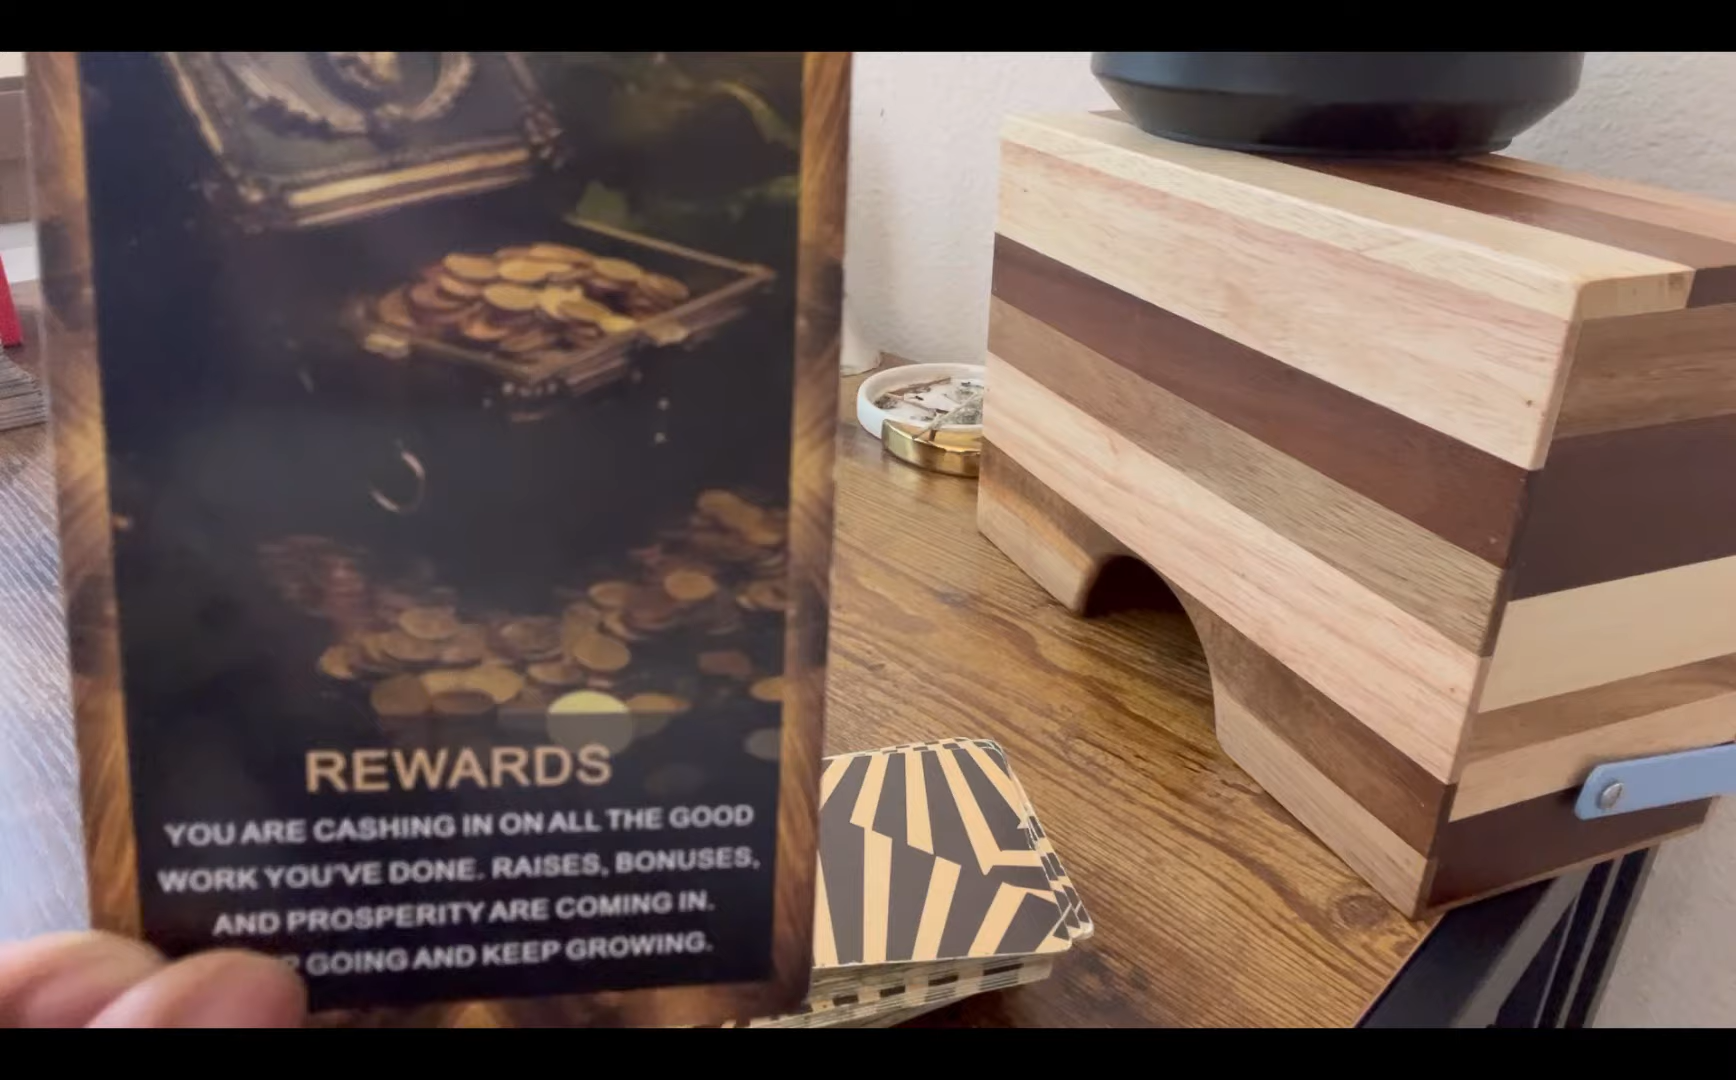 REWARDS
YOU ARE CASHING IN ON ALL THE GOOD
WORK YOU'VE DONE. RAISES, BONUSES,
AND PROSPERITY ARE COMING IN.
GOING AND KEEP GROWING.